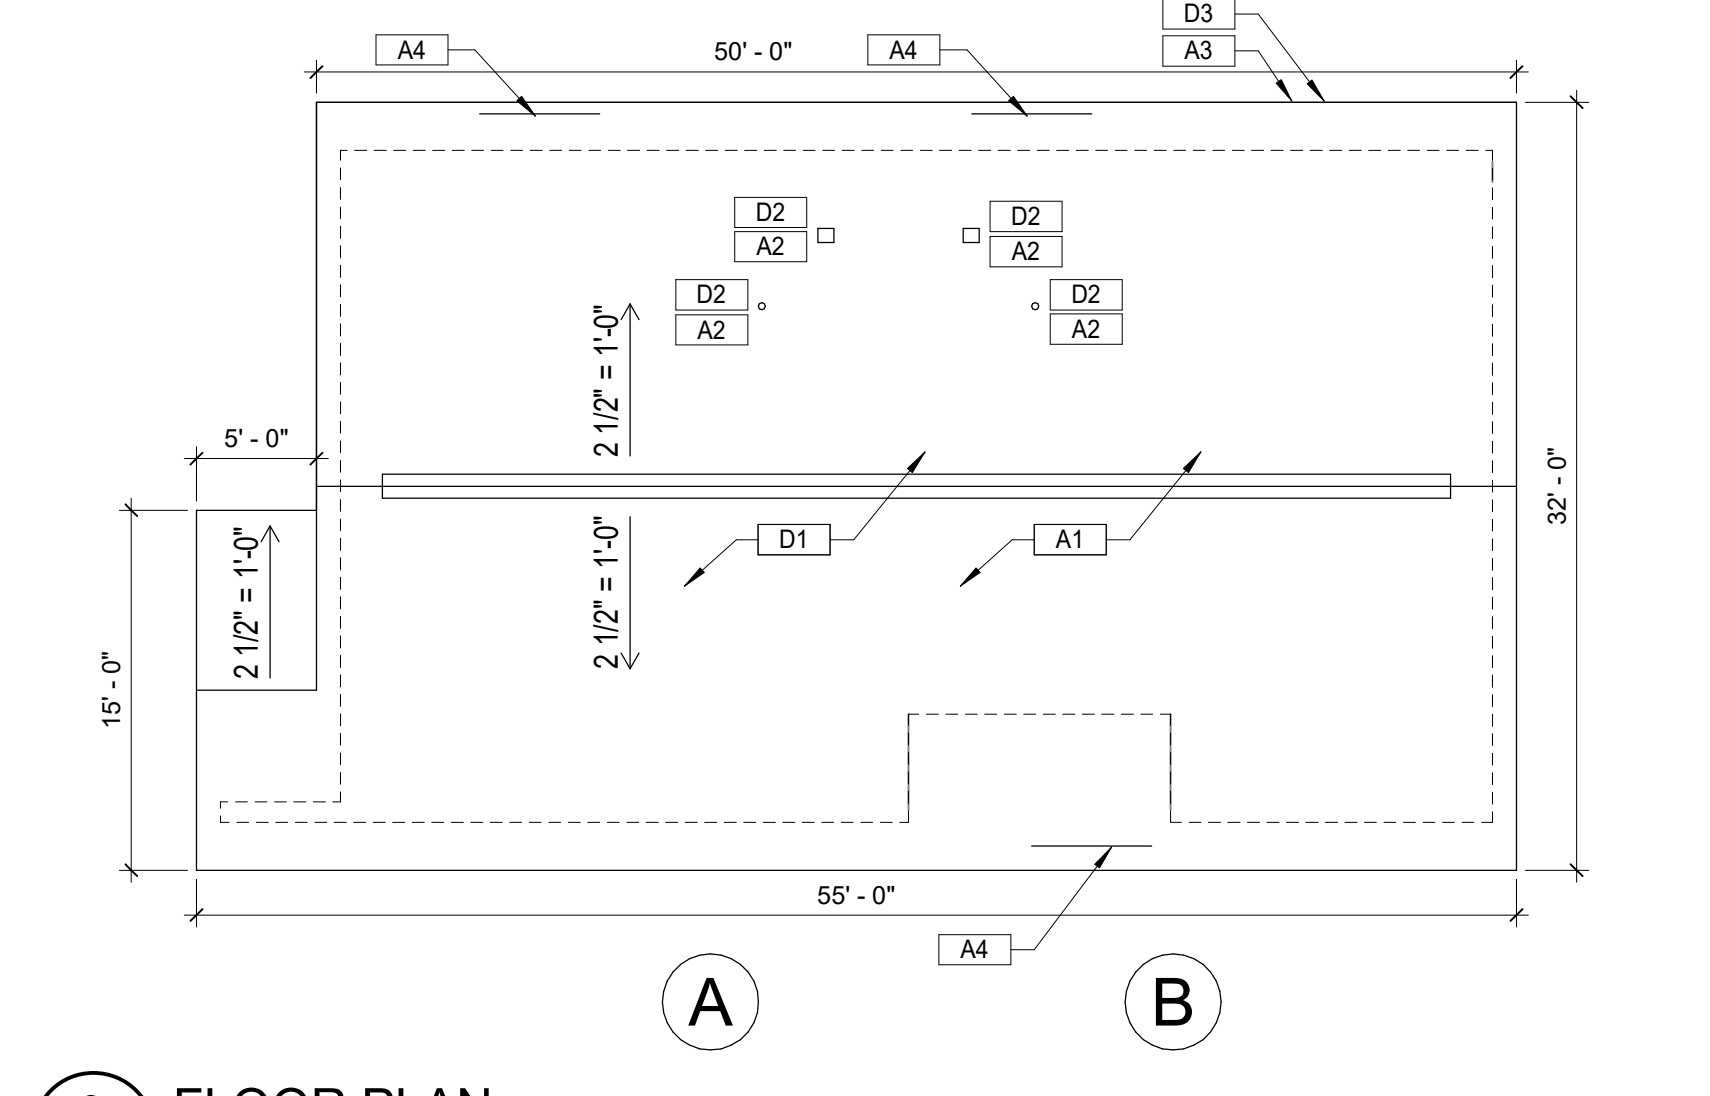 D3
A4
50' - 0"
A4
A3
D2
A2
D2
A2
D2
A2
D2
A2
2 1/2" = 1'-0"
5' - 0"
32' - 0"
D1
A1
2 1/2" = 1'-0"
2 1/2" = 1'-0"
15' - 0"
55' - 0"
A4
A
B
FLOOR PLAN